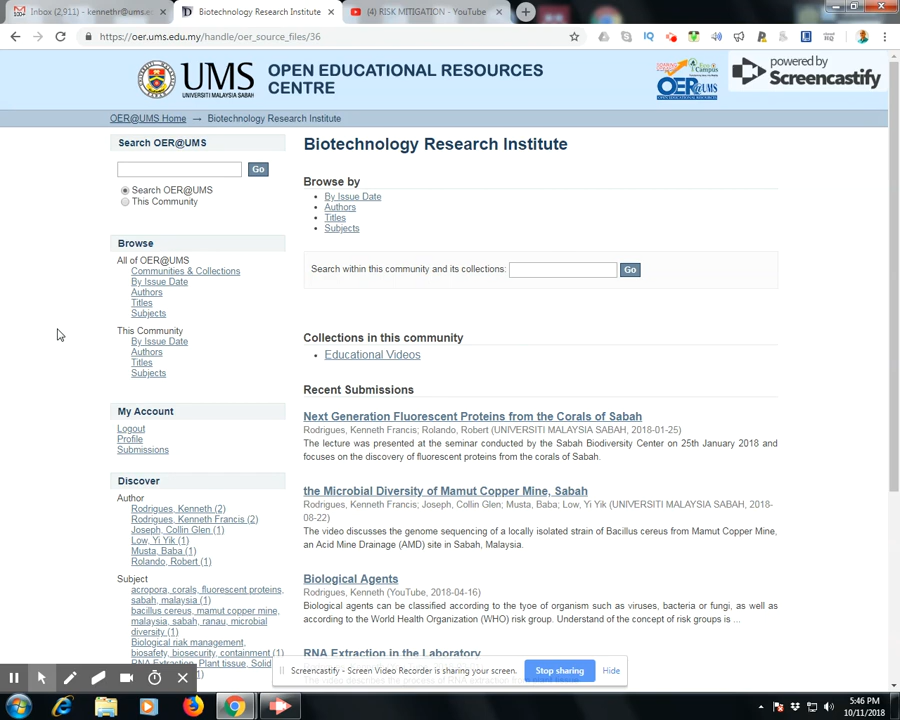 Inbox (2,911) - kennethr@ums.e
Biotechnology Research Institute
(4) RISK MITIGATION - YouTube
https://oer.ums.edu.my/handle/oer_source_files/36
UMS
UNIVERSITI MALAYSIA SABAH
OPEN EDUCATIONAL RESOURCES
CENTRE
OER@UMS
powered by
Screencastify
OER@UMS Home → Biotechnology Research Institute
Search OER@UMS
Go
Search OER@UMS
This Community
Browse
All of OER@UMS
Communities & Collections
By Issue Date
Authors
Titles
Subjects
This Community
By Issue Date
Authors
Titles
Subjects
My Account
Logout
Profile
Submissions
Discover
Author
Rodrigues, Kenneth (2)
Rodrigues, Kenneth Francis (2)
Joseph, Collin Glen (1)
Low, Yi Yik (1)
Musta, Baba (1)
Rolando, Robert (1)
Subject
acropora, corals, fluorescent proteins,
sabah, malaysia (1)
bacillus cereus, mamut copper mine,
malaysia, sabah, ranau, microbial
diversity (1)
Biological nak management,
biosafety, biosecurity, containment (1)
RNA Extraction, Plant tissue, Solid
Biotechnology Research Institute
Browse by
By Issue Date
Authors
Titles
Subjects
Search within this community and its collections:
Go
Collections in this community
Educational Videos
Recent Submissions
Next Generation Fluorescent Proteins from the Corals of Sabah
Rodrigues, Kenneth Francis; Rolando, Robert (UNIVERSITI MALAYSIA SABAH, 2018-01-25)
The lecture was presented at the seminar conducted by the Sabah Biodiversity Center on 25th January 2018 and
focuses on the discovery of fluorescent proteins from the corals of Sabah.
the Microbial Diversity of Mamut Copper Mine, Sabah
Rodrigues, Kenneth Francis; Joseph, Collin Glen; Musta, Baba; Low, Yi Yik (UNIVERSITI MALAYSIA SABAH, 2018-
08-22)
The video discusses the genome sequencing of a locally isolated strain of Bacillus cereus from Mamut Copper Mine,
an Acid Mine Drainage (AMD) site in Sabah, Malaysia.
Biological Agents
Rodrigues, Kenneth (YouTube, 2018-04-16)
Biological agents can be classified according to the tyoe of organism such as viruses, bacteria or fungi, as well as
according to the World Health Organization (WHO) risk group. Understand of the concept of risk groups is ...
RNA Extraction in the Laboratory
Screencastify - Screen Video Recorder is sharing your screen.
Stop sharing
Hide
5:46 PM
10/11/2018